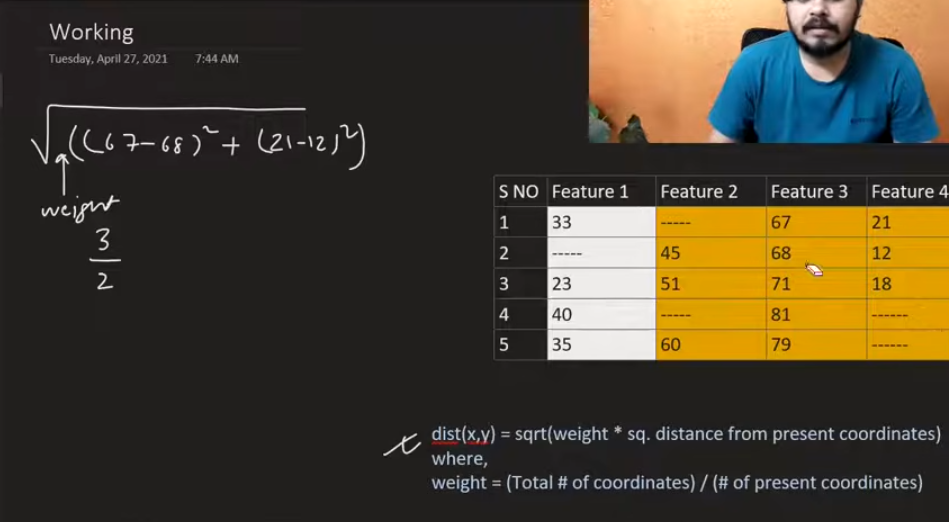 Working
Tuesday, April 27, 2021 7:44 AM
√(((67-68)² + (21-12)²)
weight
3
2
S NO Feature 1 Feature 2 Feature 3 Feature 4
1 33 ----- 67 21
2 ----- 45 68 12
3 23 51 71 18
4 40 ----- 81 ------
5 35 60 79 ------
dist(x,y) = sqrt(weight * sq. distance from present coordinates)
where,
weight = (Total # of coordinates) / (# of present coordinates)